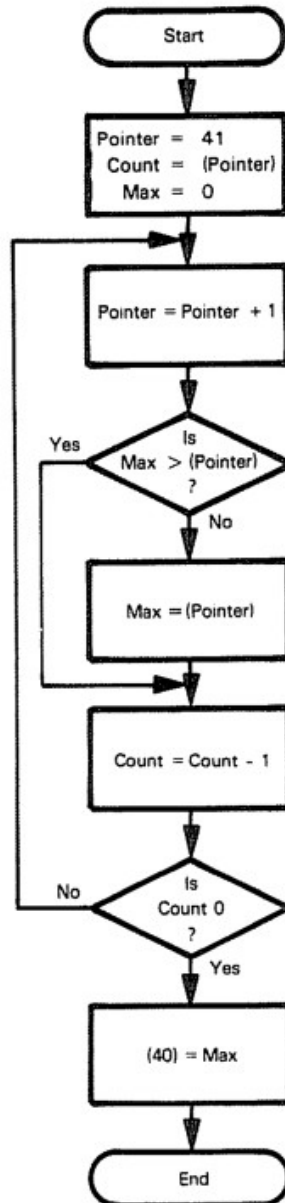 Start
Pointer = 41
Count = (Pointer)
Max = 0
Pointer = Pointer + 1
Is
Max > (Pointer)
?
Yes
No
Max = (Pointer)
Count = Count - 1
Is
Count 0
?
No
Yes
(40) = Max
End